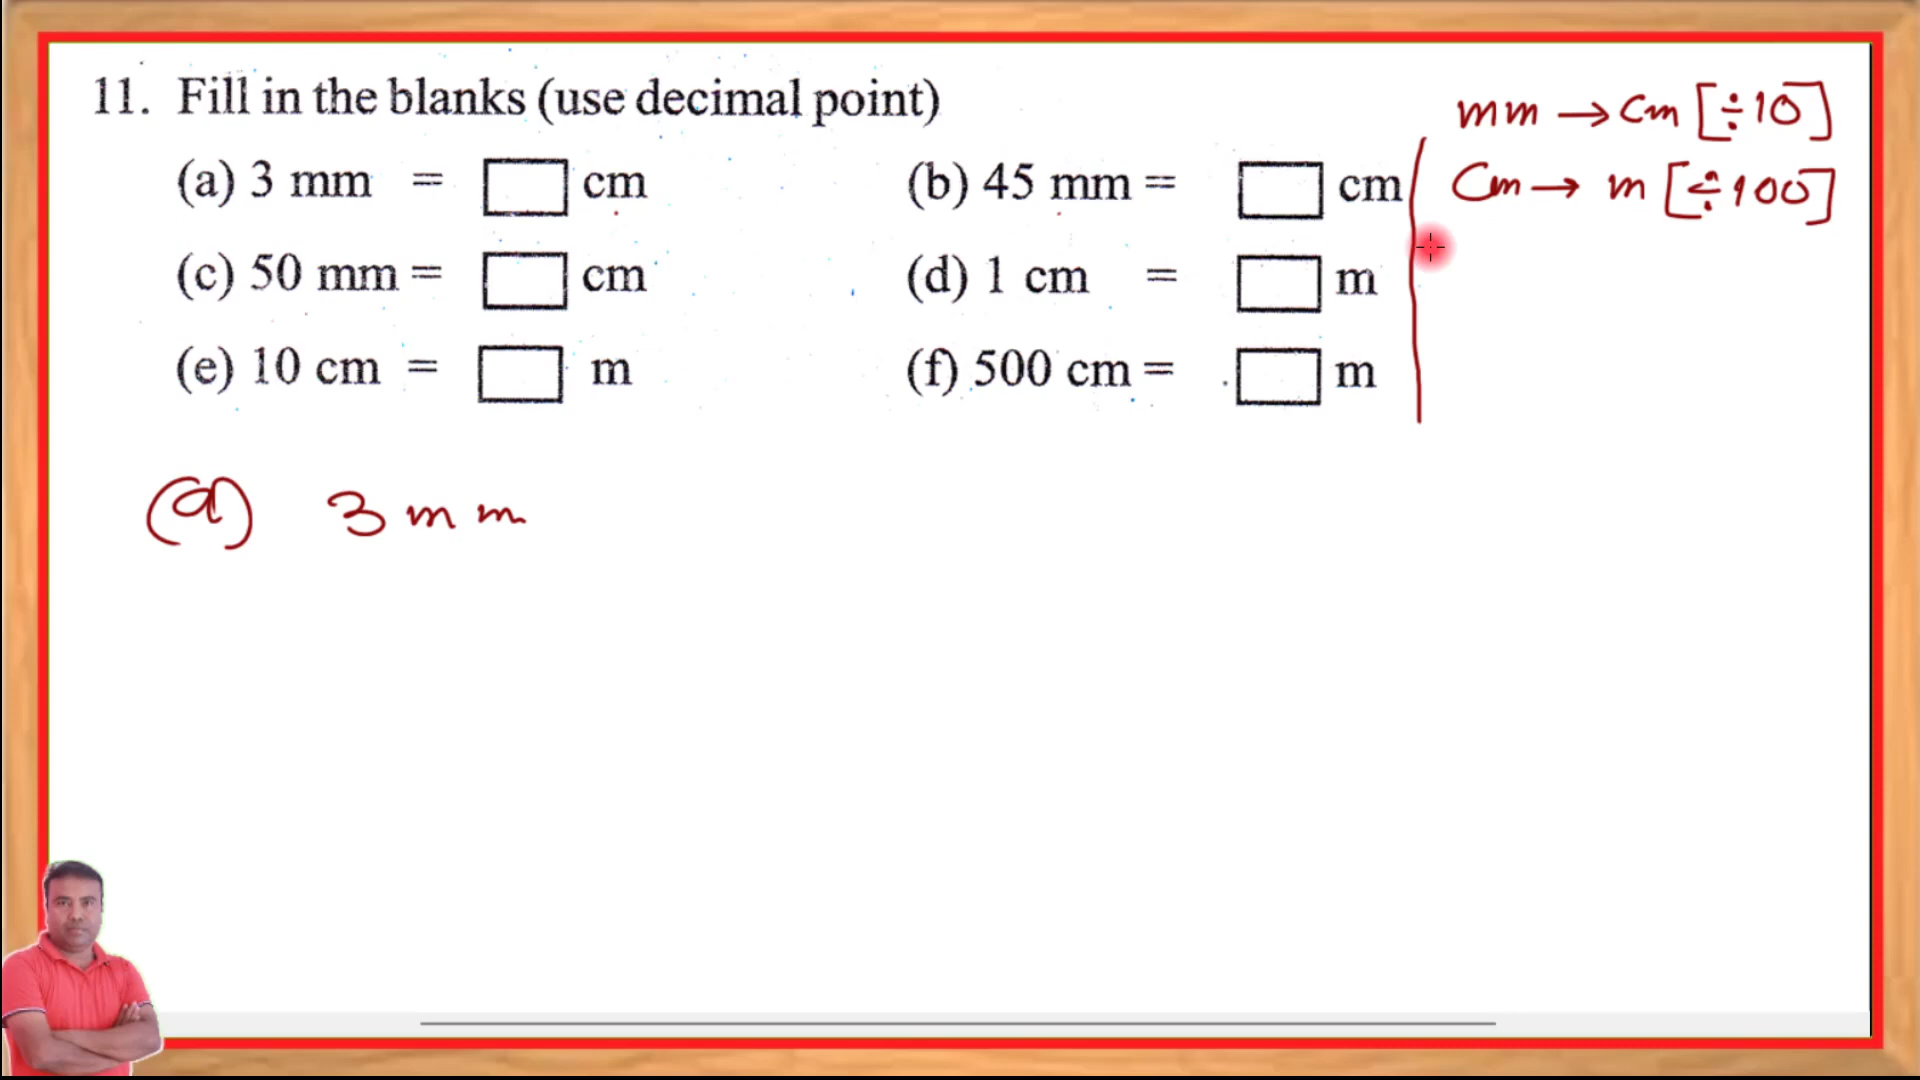 11. Fill in the blanks (use decimal point)
mm → cm [÷10]
(a) 3 mm = □ cm (b) 45 mm = □ cm
cm → m [÷100]
(c) 50 mm = □ cm (d) 1 cm = □ m
(e) 10 cm = □ m (f) 500 cm = □ m
(a) 3 mm